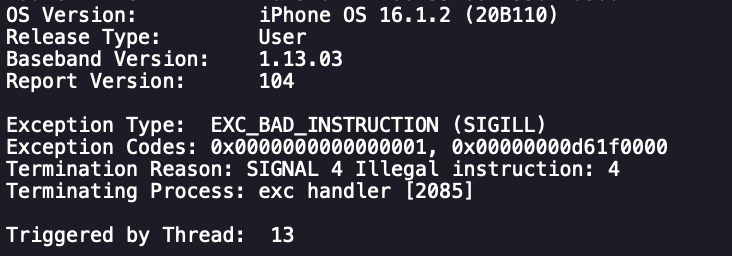 OS Version: iPhone OS 16.1.2 (20B110)
Release Type: User
Baseband Version: 1.13.03
Report Version: 104
Exception Type: EXC_BAD_INSTRUCTION (SIGILL)
Exception Codes: 0x0000000000000001, 0x00000000d61f0000
Termination Reason: SIGNAL 4 Illegal instruction: 4
Terminating Process: exc handler [2085]
Triggered by Thread: 13